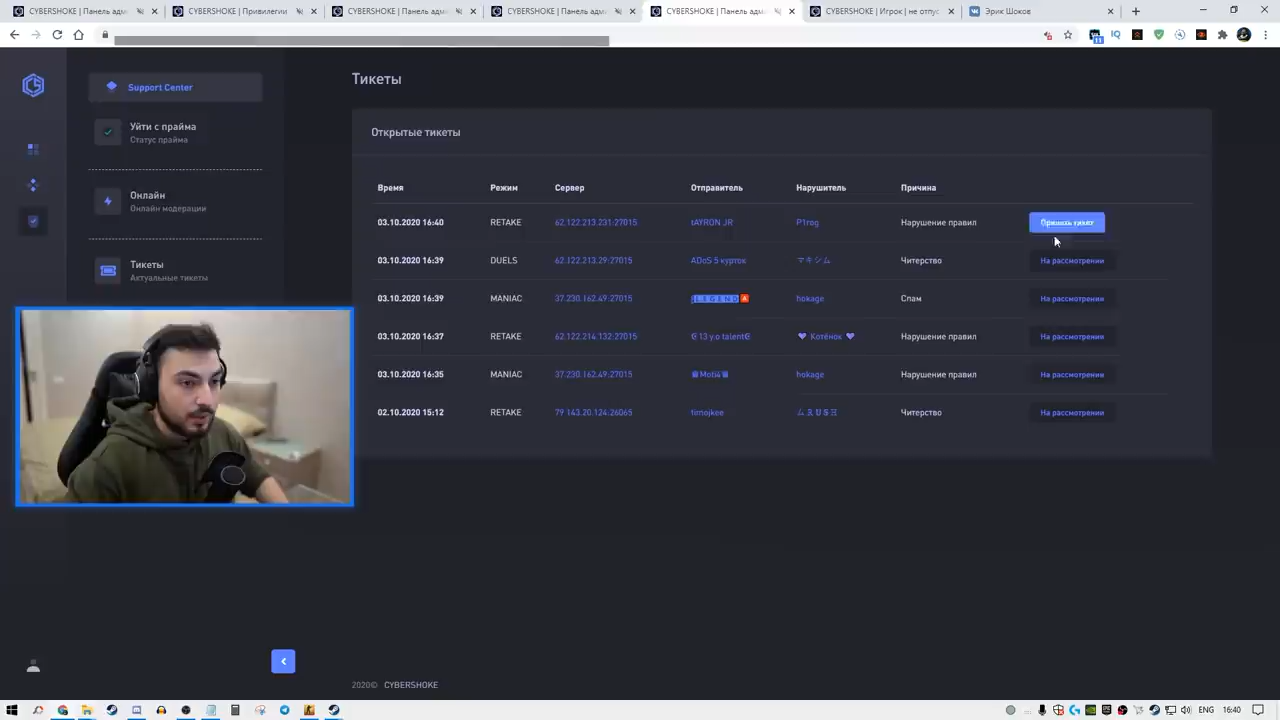 CYBERSHOKE | Панель адм
CYBERSHOKE | Привилегии
CYBERSHOKE | Панель адм
CYBERSHOKE | Панель адм
CYBERSHOKE | Панель адм
CYBERSHOKE | Игрок | не отпус
Эрик Шоков
Support Center
Уйти с прайма
Статус прайма
Онлайн
Онлайн модерации
Тикеты
Актуальные тикеты
Тикеты
Открытые тикеты
Время Режим Сервер Отправитель Нарушитель Причина
03.10.2020 16:40 RETAKE 62.122.213.231:27015 tAYRON JR P1rog Нарушение правил Принять тикет
03.10.2020 16:39 DUELS 62.122.213.29:27015 ADoS 5 курток マキシム Читерство На рассмотрении
03.10.2020 16:39 MANIAC 37.230.162.49:27015 LEGEND hokage Спам На рассмотрении
03.10.2020 16:37 RETAKE 62.122.214.132:27015 13 y.o talent Котёнок Нарушение правил На рассмотрении
03.10.2020 16:35 MANIAC 37.230.162.49:27015 hokage Нарушение правил На рассмотрении
02.10.2020 15:12 RETAKE 79.143.20.124:26065 timojkee Читерство На рассмотрении
2020© CYBERSHOKE
ENG 16:40